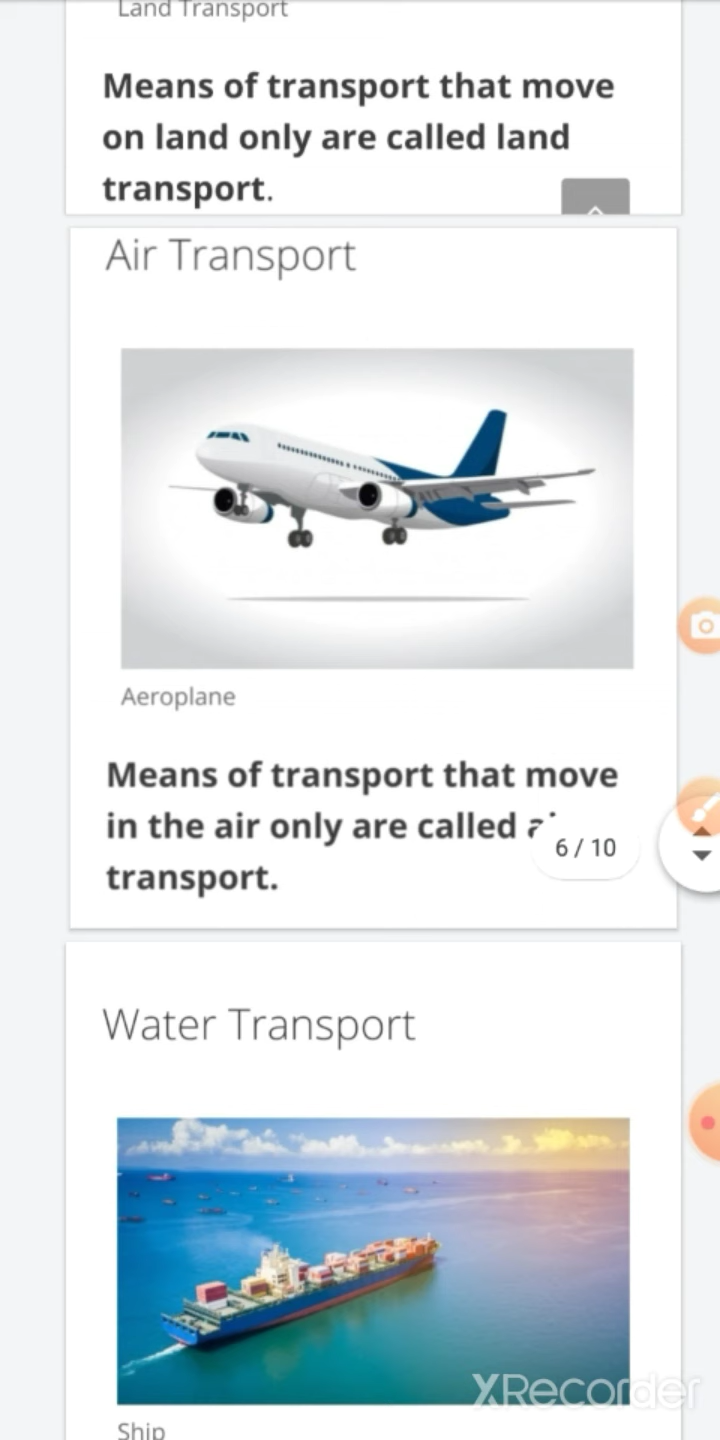 Land Transport
Means of transport that move
on land only are called land
transport.
Air Transport
Aeroplane
Means of transport that move
in the air only are called
6 / 10
transport.
Water Transport
XRecorder
Ship